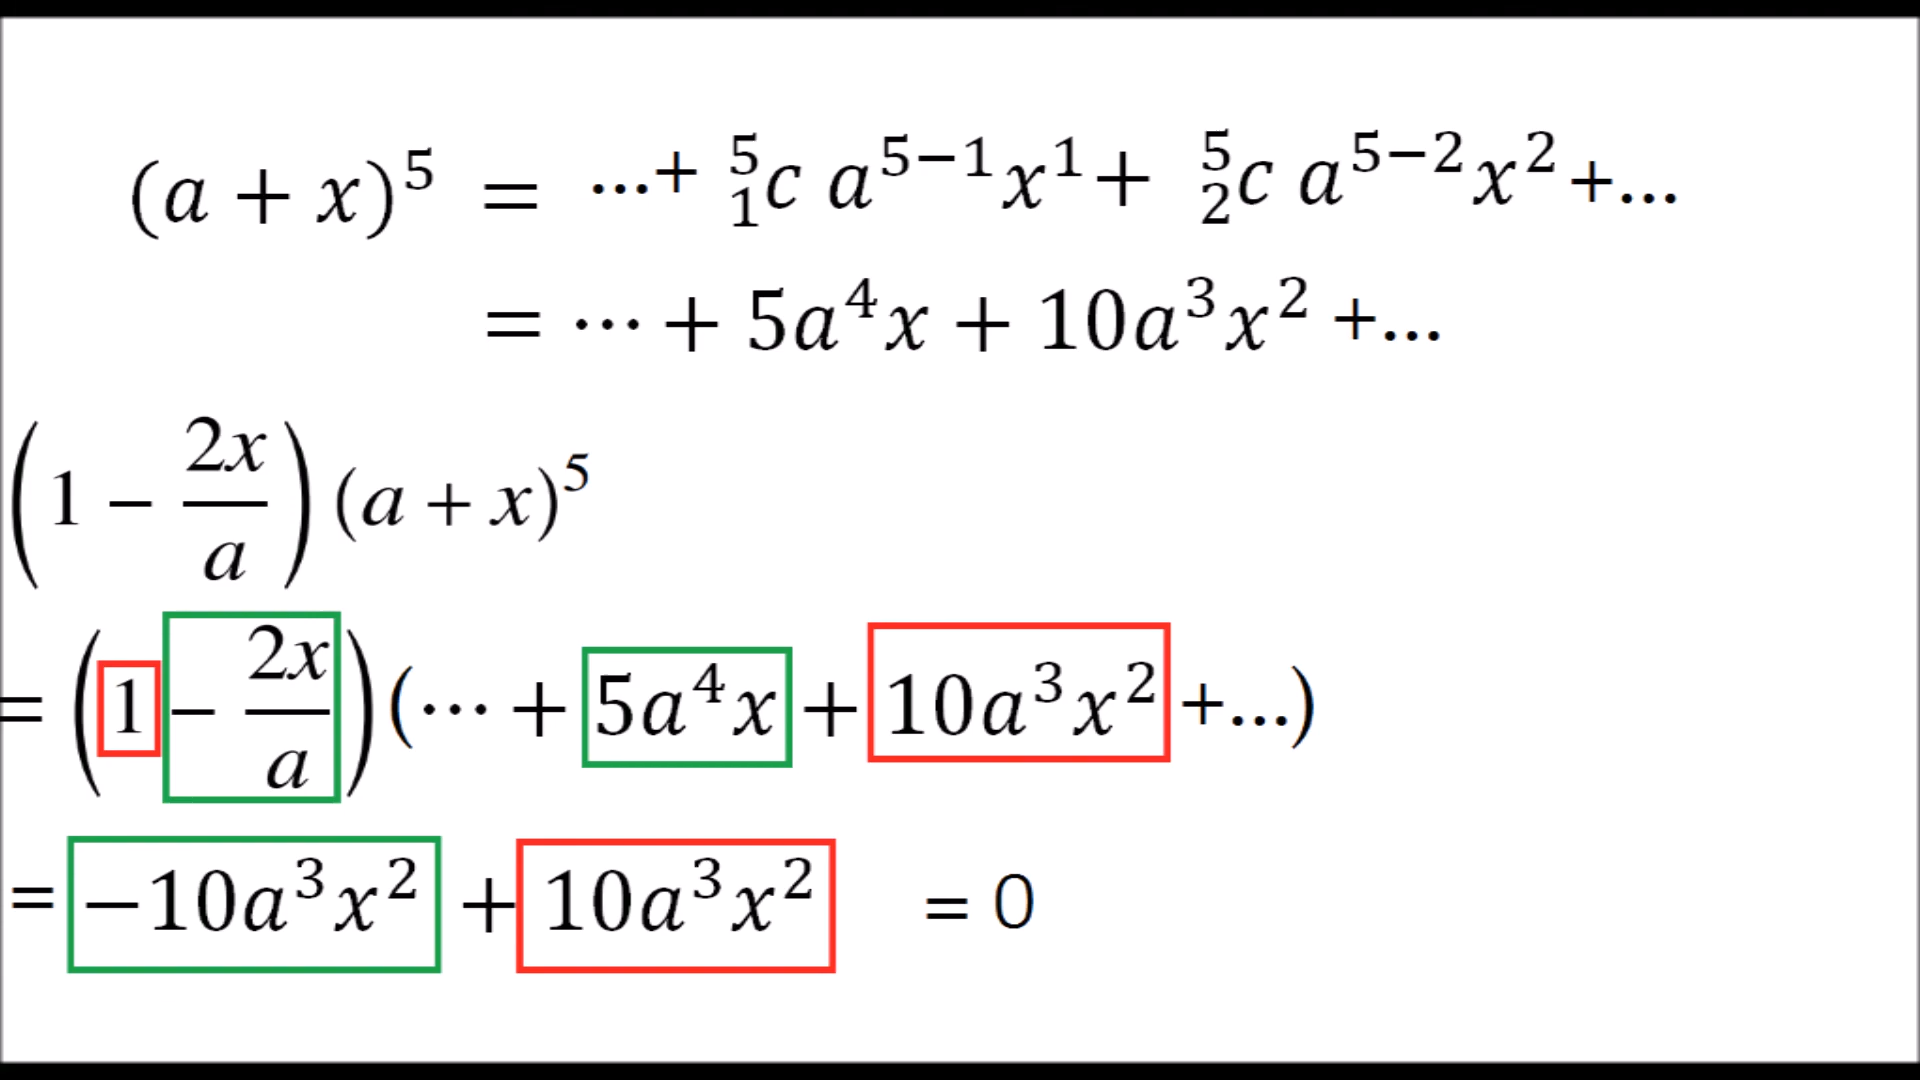 (a + x)⁵ = ...+ ⁵₁c a⁵⁻¹x¹+ ⁵₂c a⁵⁻²x²+...
= ⋯ + 5a⁴x + 10a³x² +...
(1 − 2x/a)(a + x)⁵
= (1 − 2x/a)(⋯ + 5a⁴x + 10a³x² +...)
= −10a³x² + 10a³x² = 0